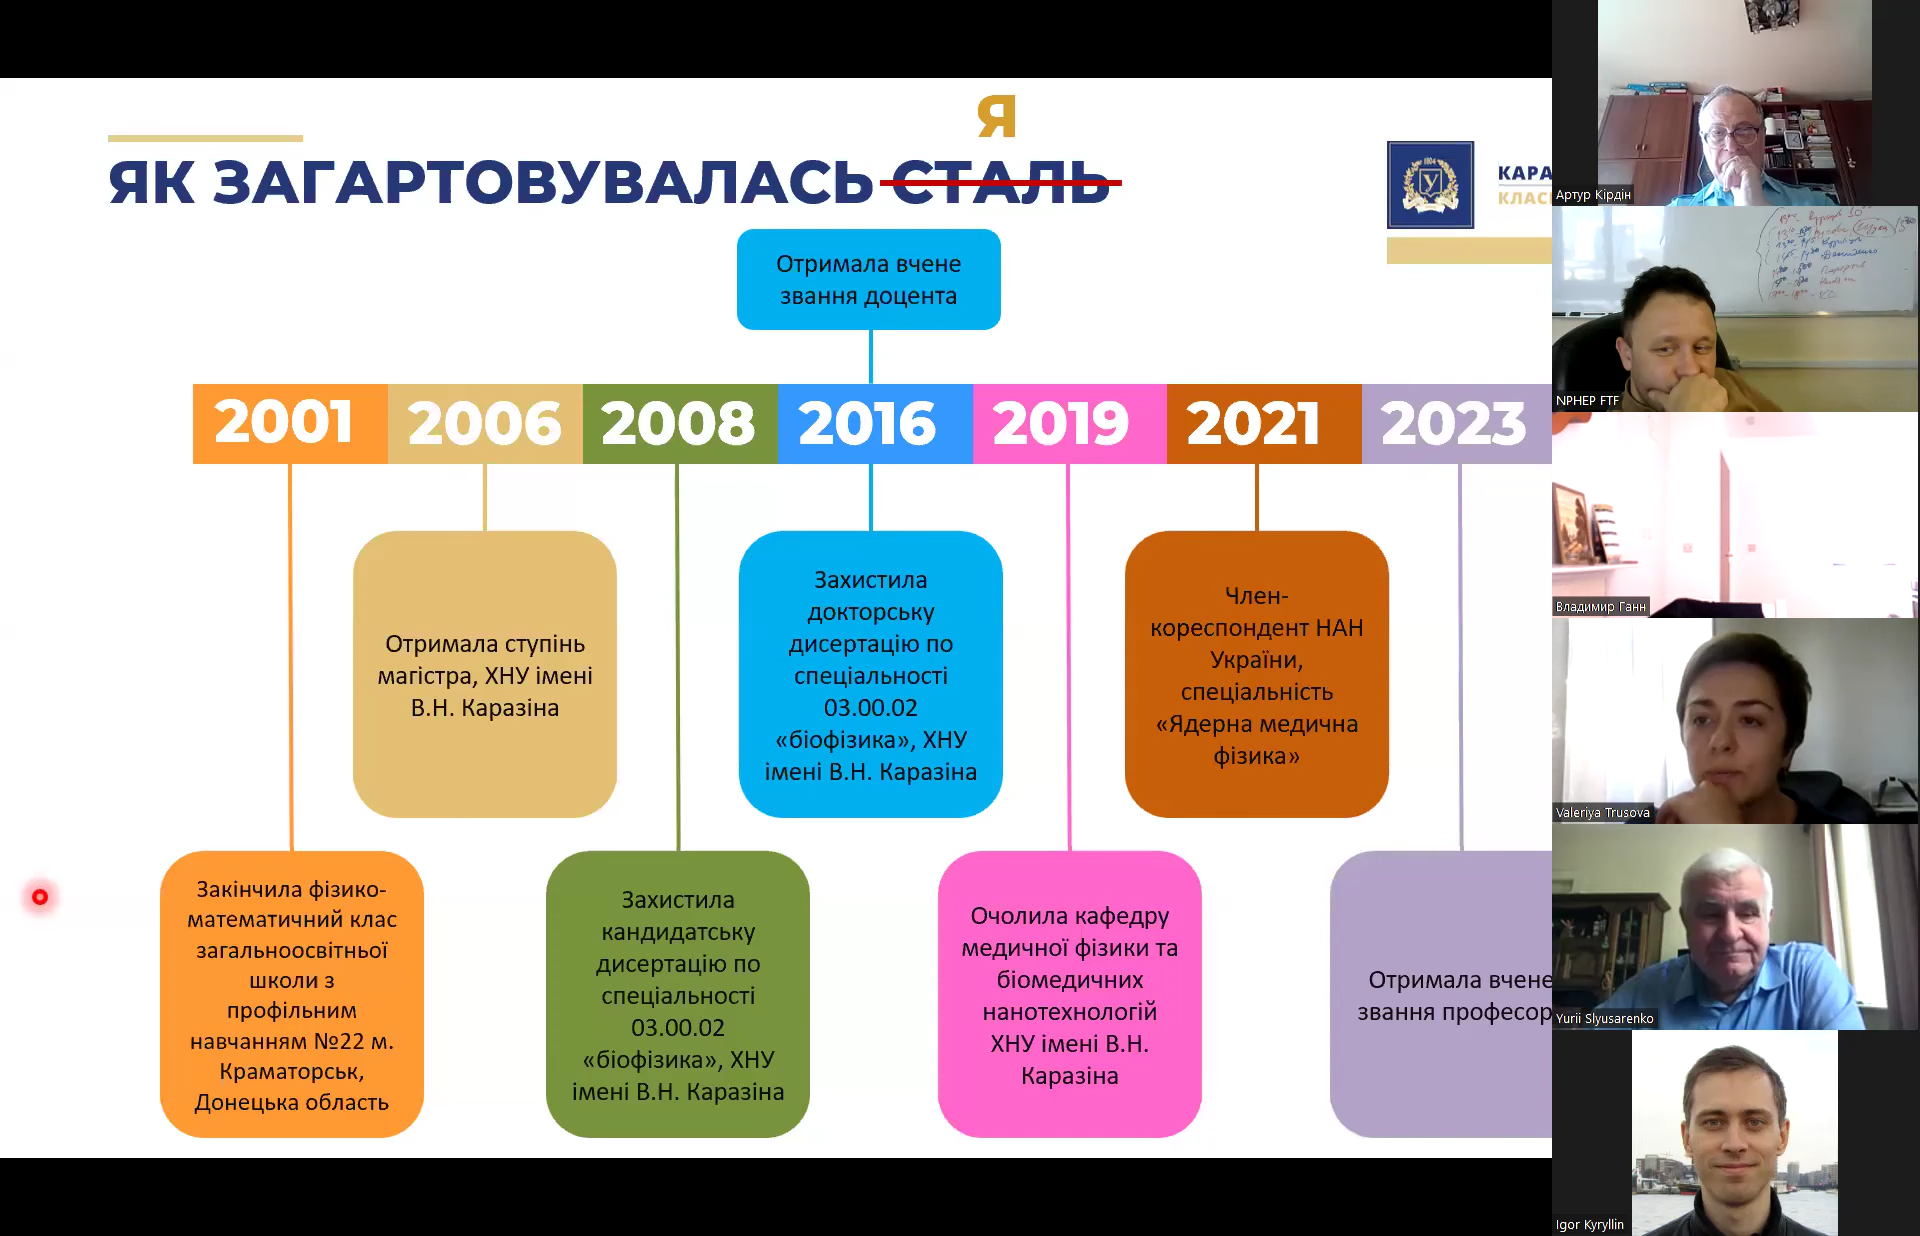 Я
ЯК ЗАГАРТОВУВАЛАСЬ СТАЛЬ
1804
У
КАРА
КЛАС
Отримала вчене
звання доцента
2001 2006 2008 2016 2019 2021 2023
Отримала ступінь
магістра, ХНУ імені
В.Н. Каразіна
Захистила
докторську
дисертацію по
спеціальності
03.00.02
«біофізика», ХНУ
імені В.Н. Каразіна
Член-
кореспондент НАН
України,
спеціальність
«Ядерна медична
фізика»
Закінчила фізико-
математичний клас
загальноосвітньої
школи з
профільним
навчанням №22 м.
Краматорськ,
Донецька область
Захистила
кандидатську
дисертацію по
спеціальності
03.00.02
«біофізика», ХНУ
імені В.Н. Каразіна
Очолила кафедру
медичної фізики та
біомедичних
нанотехнологій
ХНУ імені В.Н.
Каразіна
Отримала вчене
звання професор
Артур Кірдін
NPHEP FTF
Владимир Ганн
Valeriya Trusova
Yurii Slyusarenko
Igor Kyryllin